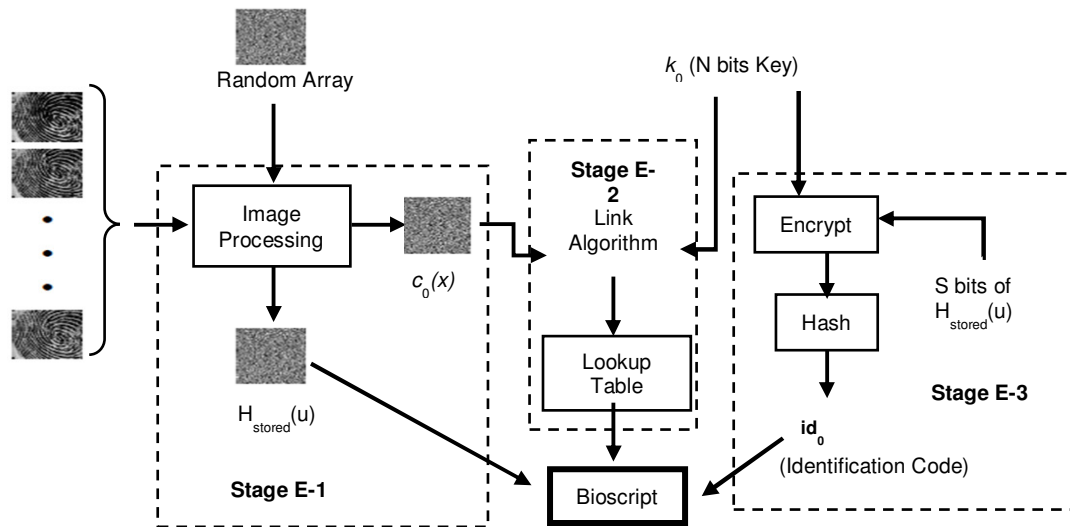 Random Array
k0 (N bits Key)
Stage E-
2
Link
Algorithm
Image
Processing
Encrypt
c0(x)
S bits of
Hstored(u)
Hash
Lookup
Table
Hstored(u)
Stage E-3
id0
(Identification Code)
Stage E-1
Bioscript